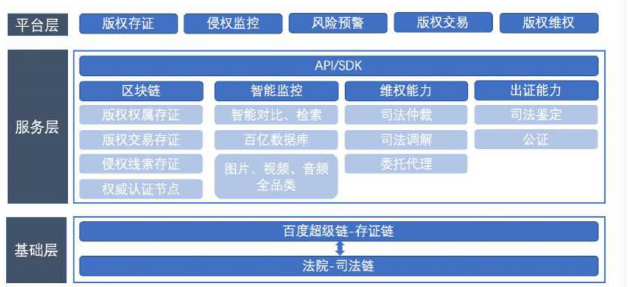 平台层
版权存证
侵权监控
风险预警
版权交易
版权维权
服务层
API/SDK
区块链
智能监控
维权能力
出证能力
版权权属存证
智能对比、检索
司法仲裁
司法鉴定
版权交易存证
百亿数据库
司法调解
公证
侵权线索存证
图片、视频、音频
全品类
委托代理
权威认证节点
基础层
百度超级链-存证链
法院-司法链